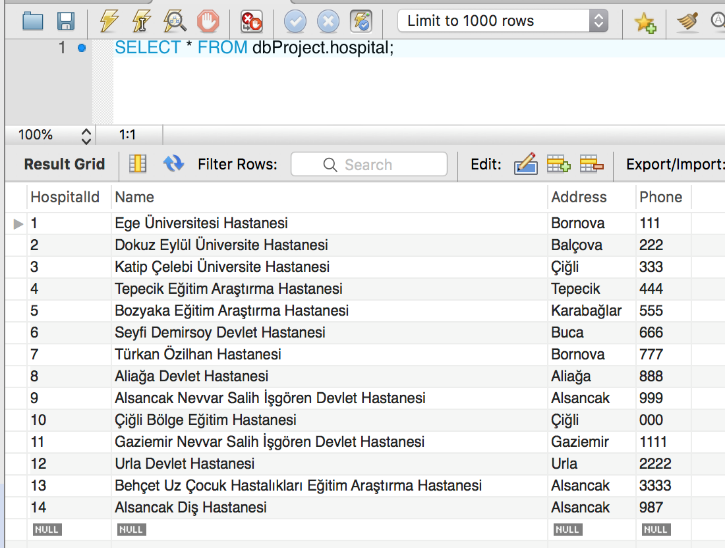 Limit to 1000 rows
1 SELECT * FROM dbProject.hospital;
100% 1:1
Result Grid Filter Rows: Search Edit: Export/Import:
HospitalId Name Address Phone
1 Ege Üniversitesi Hastanesi Bornova 111
2 Dokuz Eylül Üniversite Hastanesi Balçova 222
3 Katip Çelebi Üniversite Hastanesi Çiğli 333
4 Tepecik Eğitim Araştırma Hastanesi Tepecik 444
5 Bozyaka Eğitim Araştırma Hastanesi Karabağlar 555
6 Seyfi Demirsoy Devlet Hastanesi Buca 666
7 Türkan Özilhan Hastanesi Bornova 777
8 Aliağa Devlet Hastanesi Aliağa 888
9 Alsancak Nevvar Salih İşgören Devlet Hastanesi Alsancak 999
10 Çiğli Bölge Eğitim Hastanesi Çiğli 000
11 Gaziemir Nevvar Salih İşgören Devlet Hastanesi Gaziemir 1111
12 Urla Devlet Hastanesi Urla 2222
13 Behçet Uz Çocuk Hastalıkları Eğitim Araştırma Hastanesi Alsancak 3333
14 Alsancak Diş Hastanesi Alsancak 987
NULL NULL NULL NULL